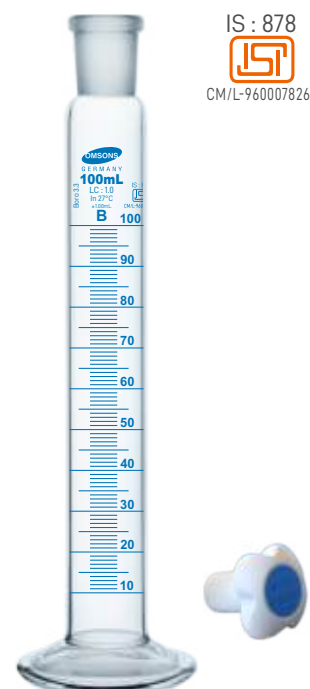 IS : 878
ISI
CM/L-960007826
OMSONS
GERMANY
100mL
LC : 1.0
In 27°C
±1.00mL
Boro 3.3
B
100
90
80
70
60
50
40
30
20
10